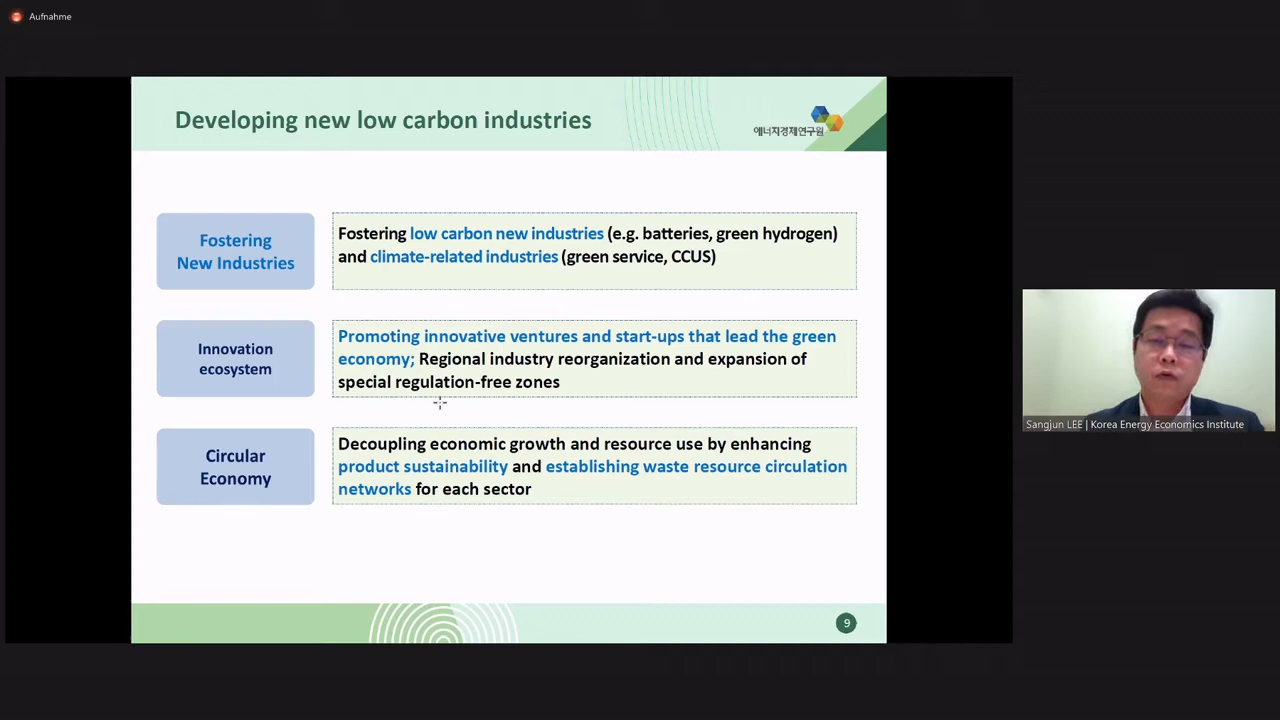 Aufnahme
Developing new low carbon industries
에너지경제연구원
Fostering
New Industries
Fostering low carbon new industries (e.g. batteries, green hydrogen)
and climate-related industries (green service, CCUS)
Innovation
ecosystem
Promoting innovative ventures and start-ups that lead the green
economy; Regional industry reorganization and expansion of
special regulation-free zones
Circular
Economy
Decoupling economic growth and resource use by enhancing
product sustainability and establishing waste resource circulation
networks for each sector
9
Sangjun LEE | Korea Energy Economics Institute